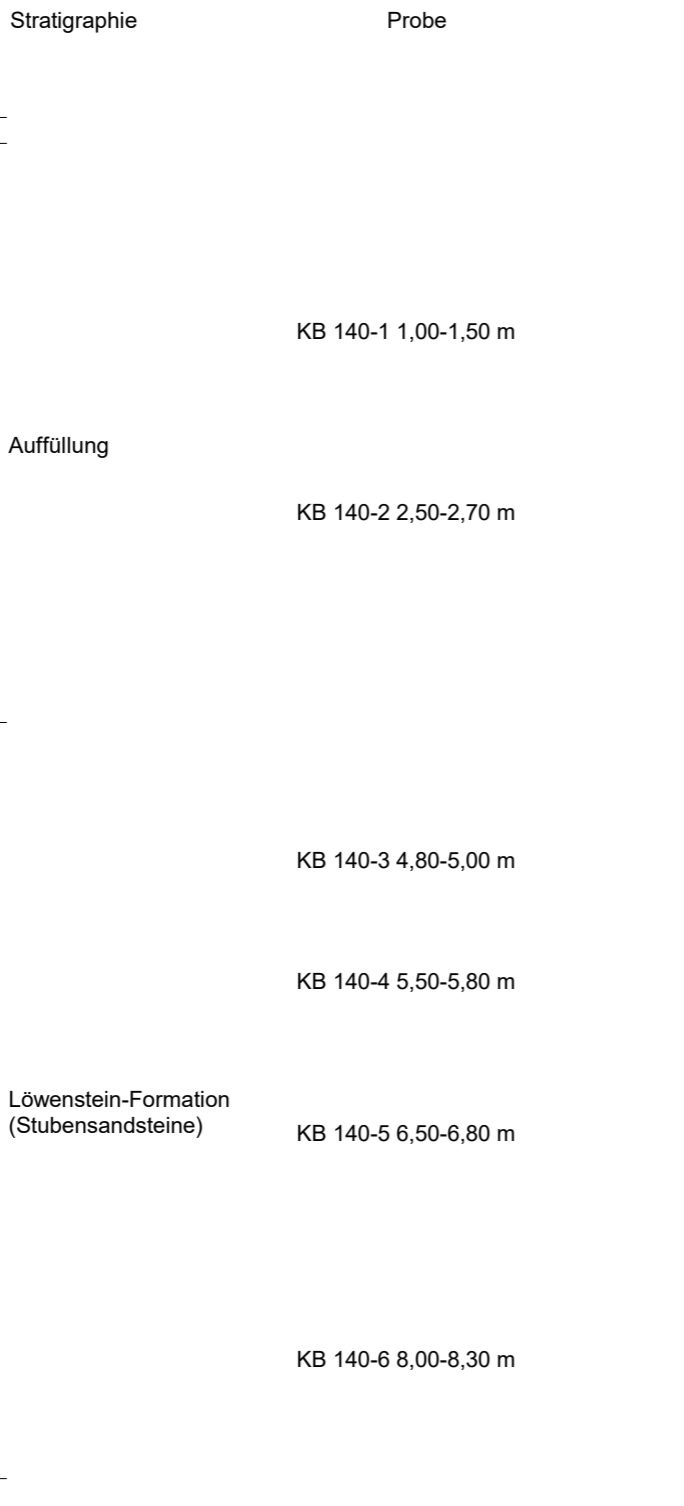 Stratigraphie Probe
KB 140-1 1,00-1,50 m
Auffüllung
KB 140-2 2,50-2,70 m
KB 140-3 4,80-5,00 m
KB 140-4 5,50-5,80 m
Löwenstein-Formation
(Stubensandsteine)
KB 140-5 6,50-6,80 m
KB 140-6 8,00-8,30 m